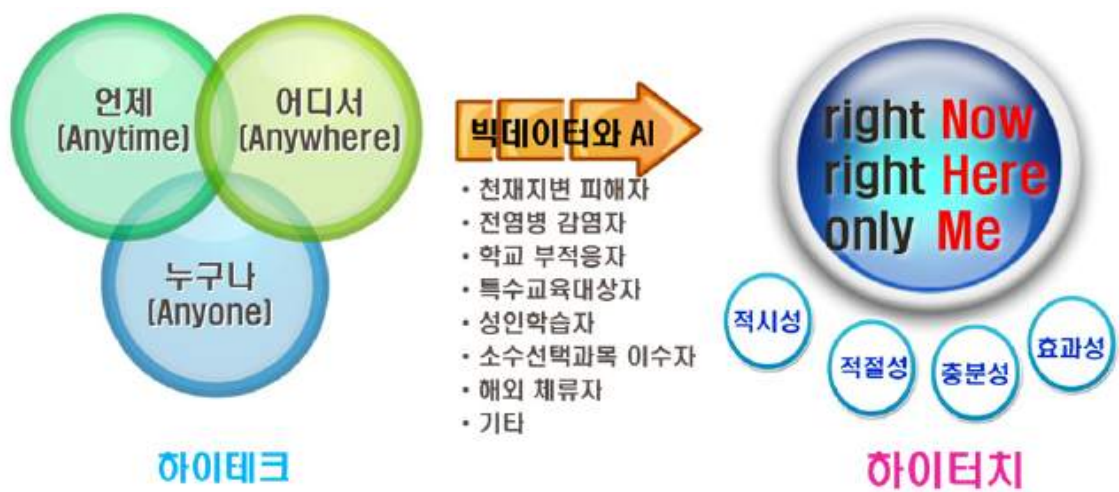 언제
(Anytime)
어디서
(Anywhere)
누구나
(Anyone)
하이테크
빅데이터와 AI
• 천재지변 피해자
• 전염병 감염자
• 학교 부적응자
• 특수교육대상자
• 성인학습자
• 소수선택과목 이수자
• 해외 체류자
• 기타
right Now
right Here
only Me
적시성
적절성
충분성
효과성
하이터치